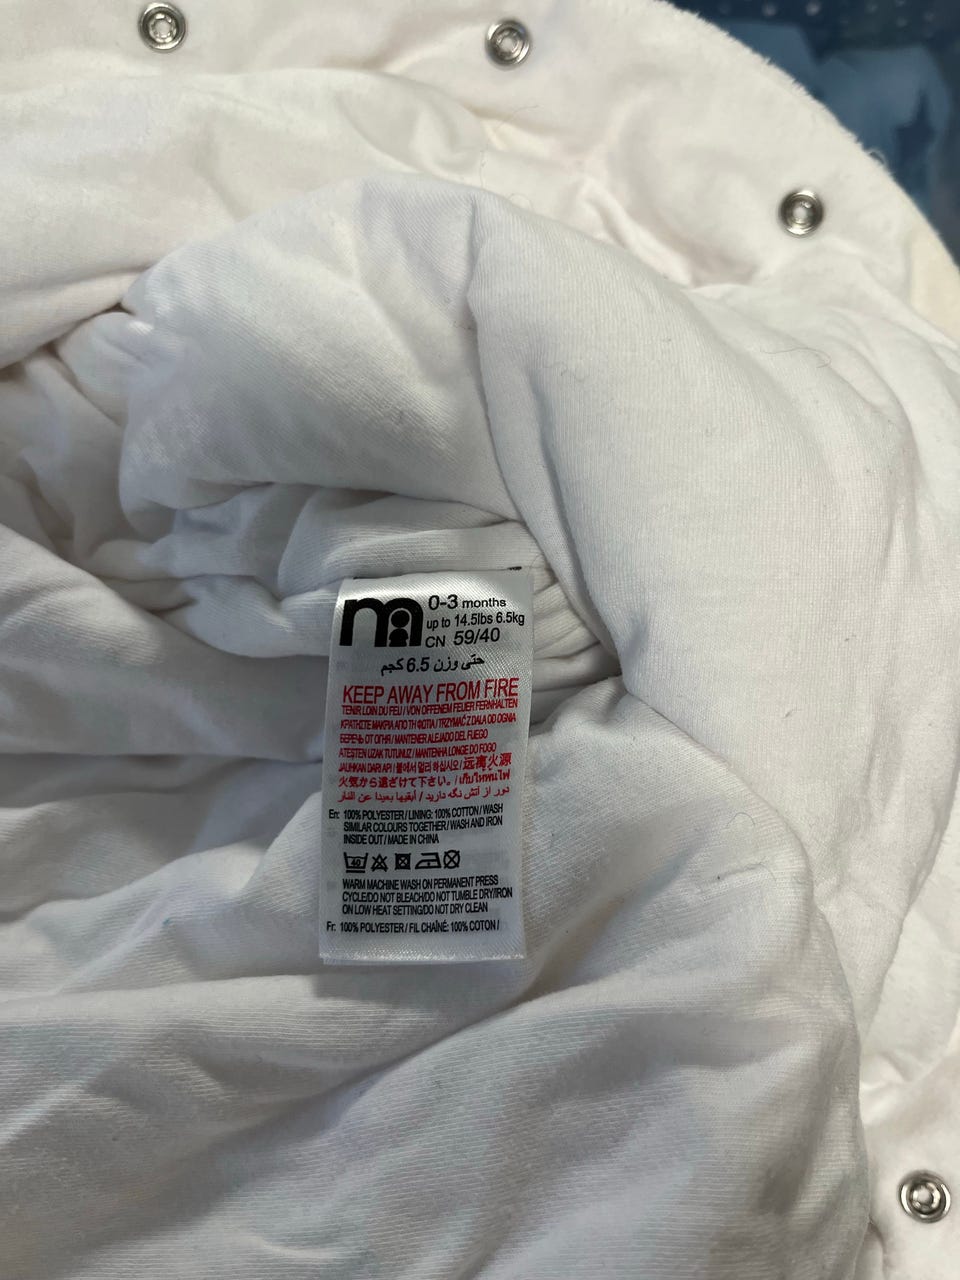 m 0-3 months
up to 14.5lbs 6.5kg
CN 59/40
حتى وزن 6.5 كجم
KEEP AWAY FROM FIRE
TENIR LOIN DU FEU / VON OFFENEM FEUER FERNHALTEN
ΚΡΑΤΗΣΤΕ ΜΑΚΡΙΑ ΑΠΟ ΤΗ ΦΩΤΙΑ / TRZYMAĆ Z DALA OD OGNIA
БЕРЕЧЬ ОТ ОГНЯ / MANTENER ALEJADO DEL FUEGO
ATEŞTEN UZAK TUTUNUZ / MANTENHA LONGE DO FOGO
JAUHKAN DARI API / 불에서 멀리 하십시오 / 远离火源
火気から遠ざけて下さい。/ เก็บให้พ้นไฟ
دور از آتش نگه دارید / أبقيها بعيدا عن النار
En: 100% POLYESTER / LINING: 100% COTTON / WASH
SIMILAR COLOURS TOGETHER / WASH AND IRON
INSIDE OUT / MADE IN CHINA
40
WARM MACHINE WASH ON PERMANENT PRESS
CYCLE/DO NOT BLEACH/DO NOT TUMBLE DRY/IRON
ON LOW HEAT SETTING/DO NOT DRY CLEAN
Fr: 100% POLYESTER / FIL CHAÎNÉ: 100% COTON /